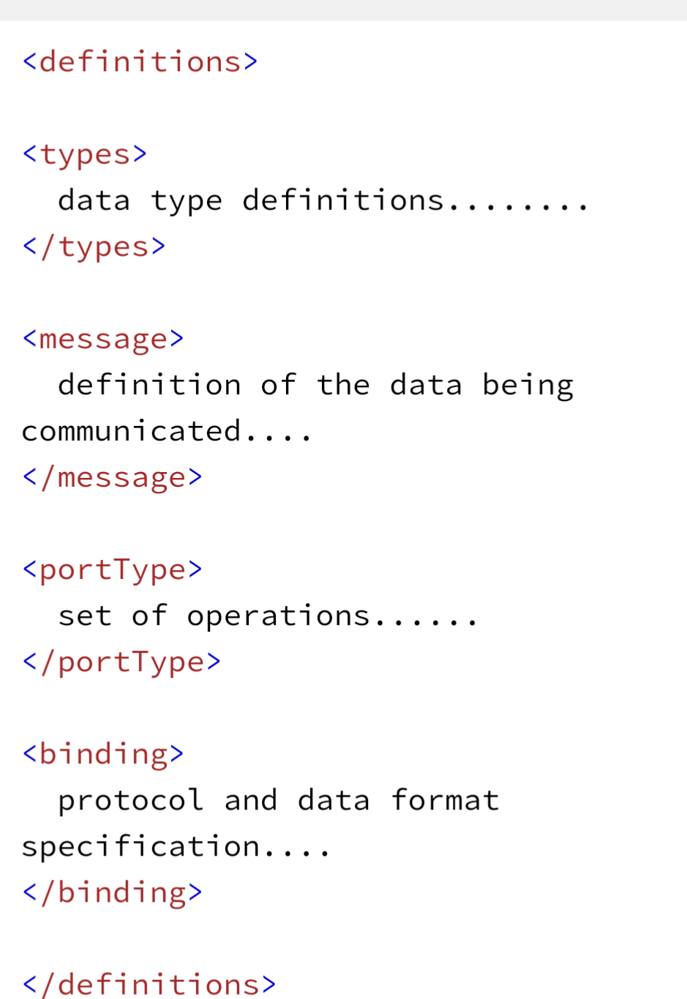 <definitions>
<types>
  data type definitions........
</types>
<message>
  definition of the data being
communicated....
</message>
<portType>
  set of operations......
</portType>
<binding>
  protocol and data format
specification....
</binding>
</definitions>